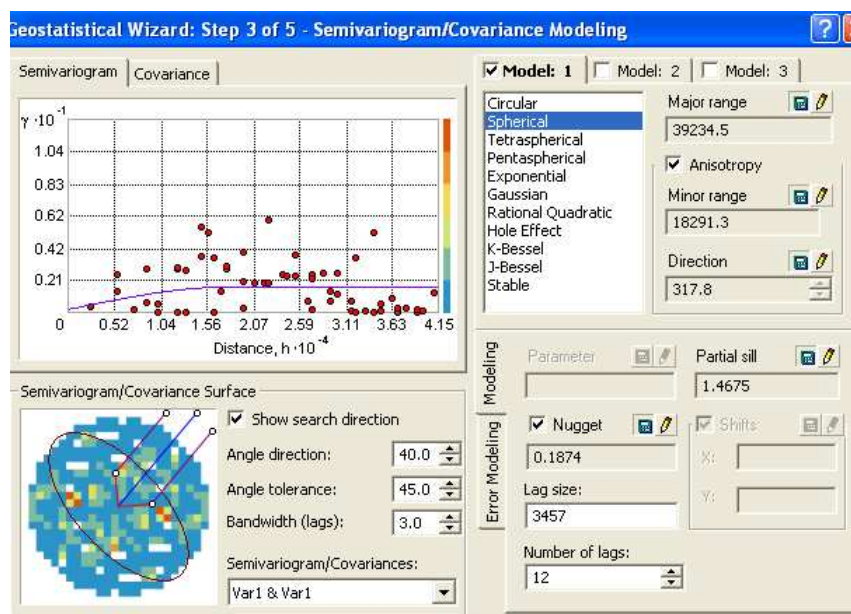 Geostatistical Wizard: Step 3 of 5 - Semivariogram/Covariance Modeling
?
Semivariogram
Covariance
γ·10⁻¹
1.04
0.83
0.62
0.42
0.21
0 0.52 1.04 1.56 2.07 2.59 3.11 3.63 4.15
Distance, h·10⁻⁴
Model: 1
Model: 2
Model: 3
Circular
Spherical
Tetraspherical
Pentaspherical
Exponential
Gaussian
Rational Quadratic
Hole Effect
K-Bessel
J-Bessel
Stable
Major range
39234.5
Anisotropy
Minor range
18291.3
Direction
317.8
Semivariogram/Covariance Surface
Show search direction
Angle direction: 40.0
Angle tolerance: 45.0
Bandwidth (lags): 3.0
Semivariogram/Covariances:
Var1 & Var1
Modeling
Error Modeling
Parameter
Partial sill
1.4675
Nugget
0.1874
Shifts
X:
Y:
Lag size:
3457
Number of lags:
12